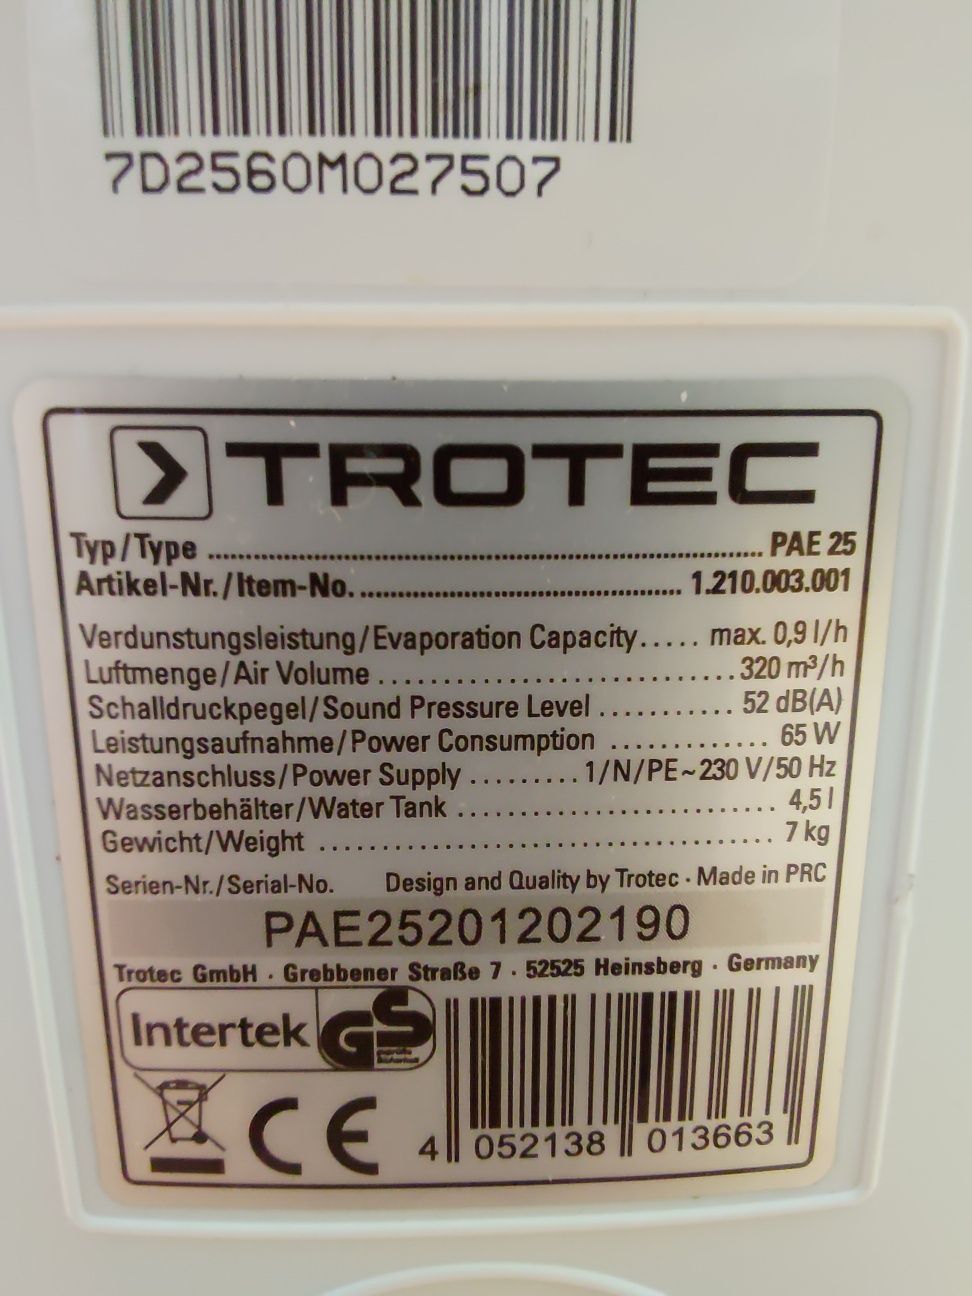 7D2560M027507
TROTEC
Typ/Type ........ PAE 25
Artikel-Nr./Item-No. ........ 1.210.003.001
Verdunstungsleistung/Evaporation Capacity ..... max. 0,9 l/h
Luftmenge/Air Volume ........ 320 m³/h
Schalldruckpegel/Sound Pressure Level ........ 52 dB(A)
Leistungsaufnahme/Power Consumption ........ 65 W
Netzanschluss/Power Supply ........ 1/N/PE~230 V/50 Hz
Wasserbehälter/Water Tank ........ 4,5 l
Gewicht/Weight ........ 7 kg
Serien-Nr./Serial-No. Design and Quality by Trotec · Made in PRC
PAE25201202190
Trotec GmbH · Grebbener Straße 7 · 52525 Heinsberg · Germany
Intertek GS geprüfte Sicherheit
CE
4 052138 013663